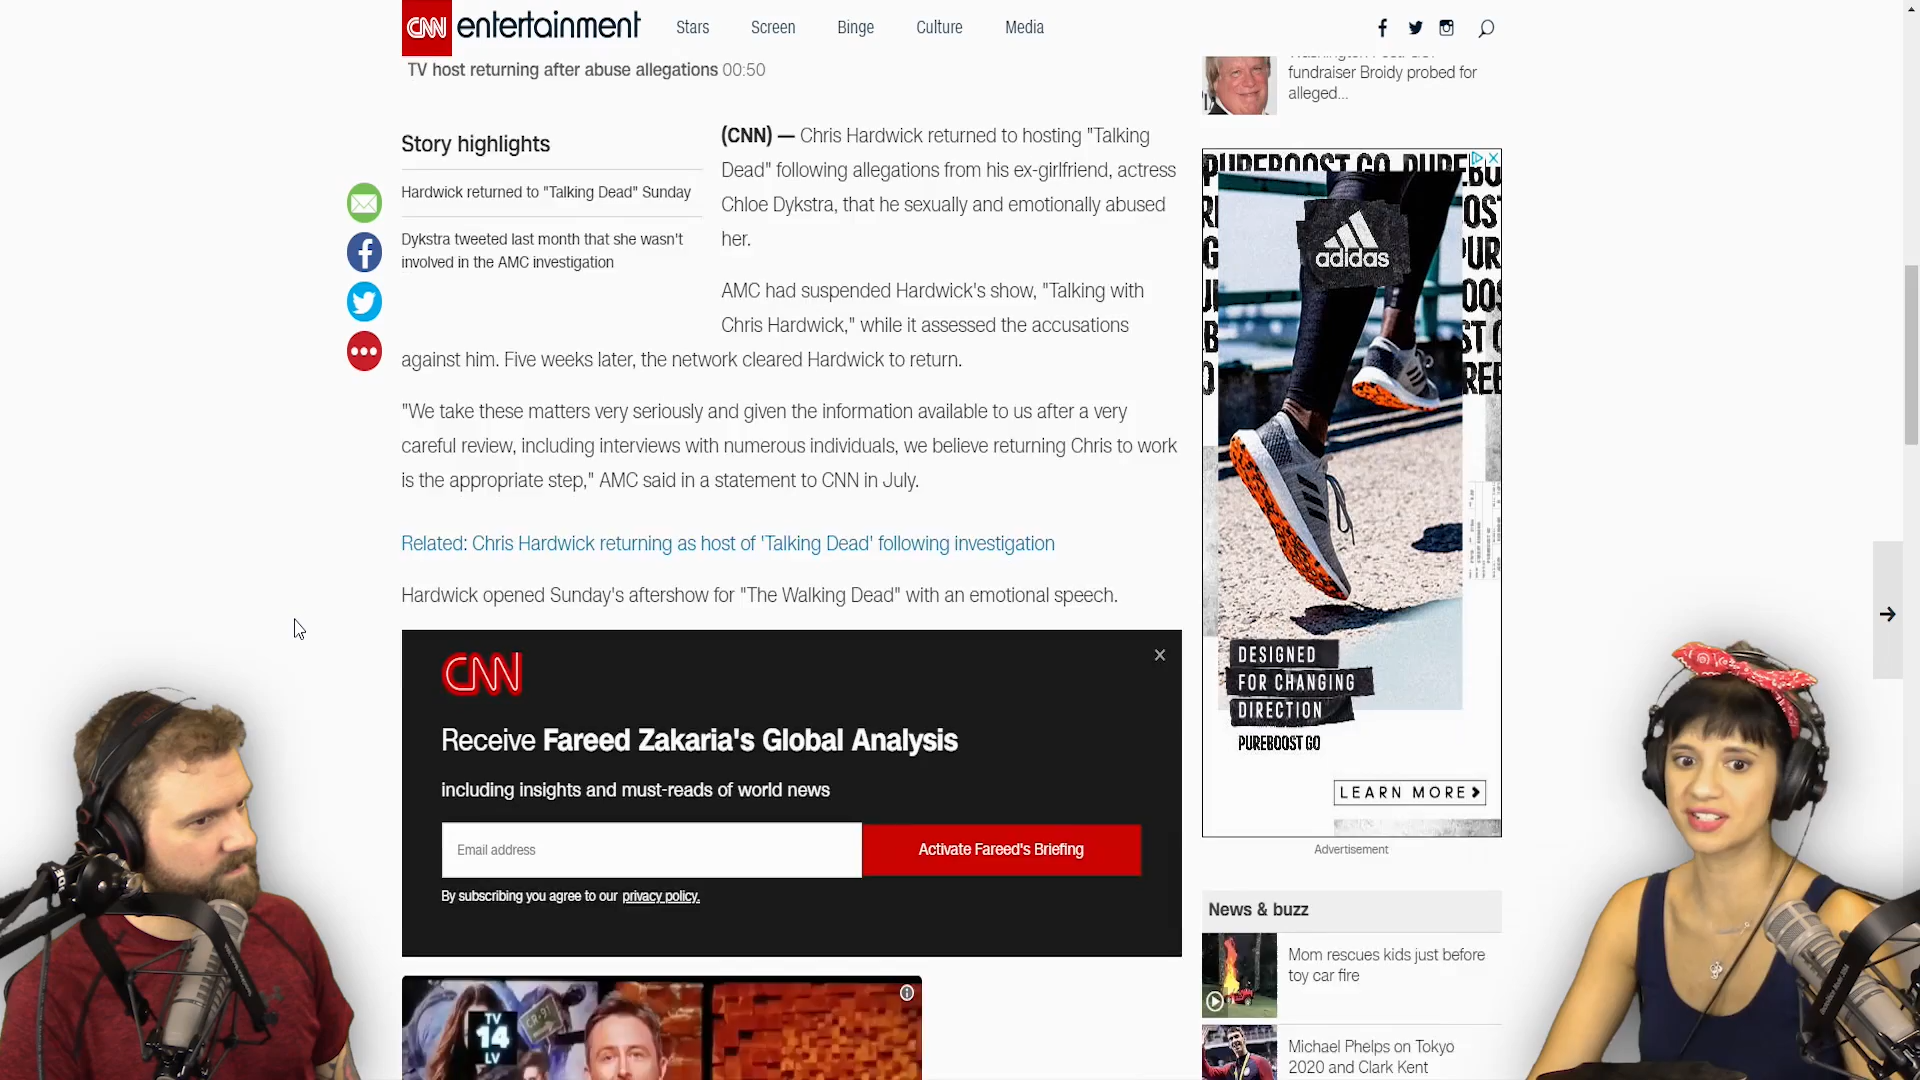 CNN entertainment Stars Screen Binge Culture Media
TV host returning after abuse allegations 00:50
Story highlights
Hardwick returned to "Talking Dead" Sunday
Dykstra tweeted last month that she wasn't
involved in the AMC investigation
(CNN) — Chris Hardwick returned to hosting "Talking
Dead" following allegations from his ex-girlfriend, actress
Chloe Dykstra, that he sexually and emotionally abused
her.
AMC had suspended Hardwick's show, "Talking with
Chris Hardwick," while it assessed the accusations
against him. Five weeks later, the network cleared Hardwick to return.
"We take these matters very seriously and given the information available to us after a very
careful review, including interviews with numerous individuals, we believe returning Chris to work
is the appropriate step," AMC said in a statement to CNN in July.
Related: Chris Hardwick returning as host of 'Talking Dead' following investigation
Hardwick opened Sunday's aftershow for "The Walking Dead" with an emotional speech.
CNN
Receive Fareed Zakaria's Global Analysis
including insights and must-reads of world news
Email address
Activate Fareed's Briefing
By subscribing you agree to our privacy policy.
TV
14
LV
fundraiser Broidy probed for
alleged...
PUREBOOST GO
adidas
DESIGNED
FOR CHANGING
DIRECTION
PUREBOOST GO
LEARN MORE
Advertisement
News & buzz
Mom rescues kids just before
toy car fire
Michael Phelps on Tokyo
2020 and Clark Kent